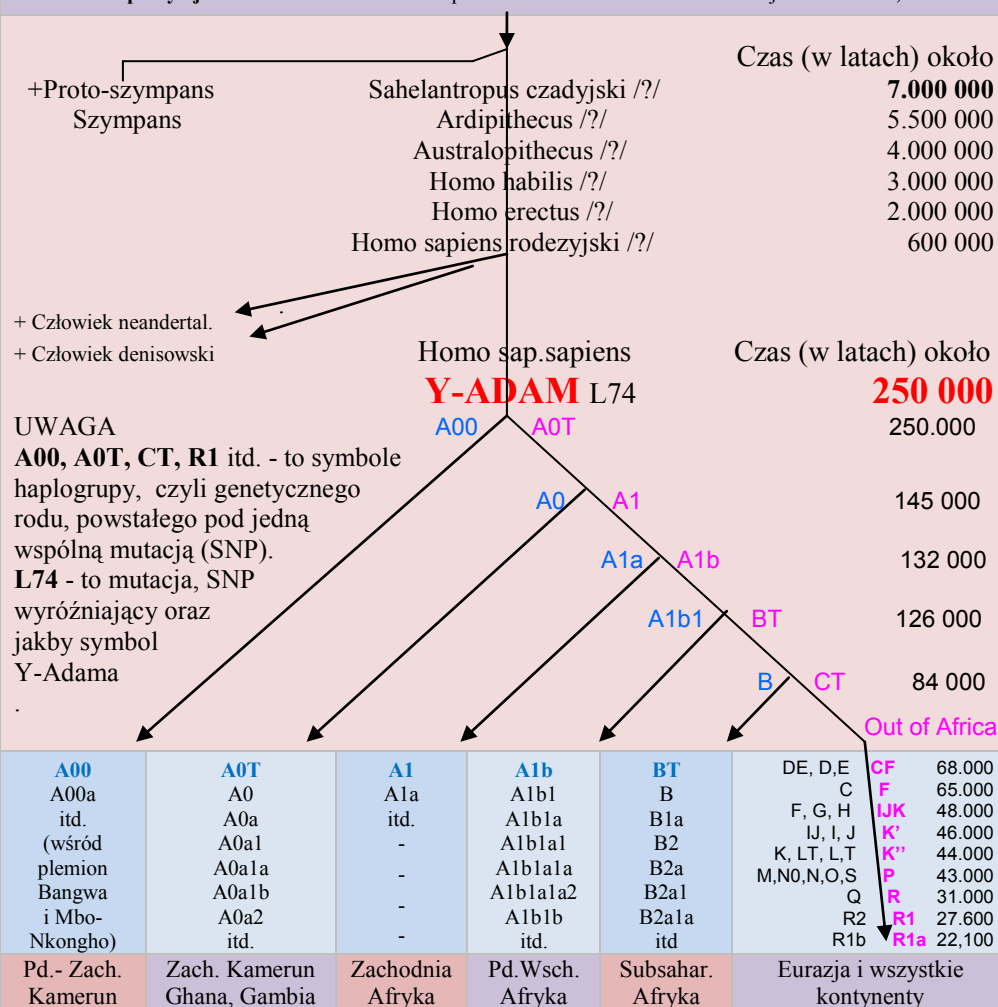 Czas (w latach) około
+Proto-szympans Sahelantropus czadyjski /?/ 7.000 000
Szympans Ardipithecus /?/ 5.500 000
Australopithecus /?/ 4.000 000
Homo habilis /?/ 3.000 000
Homo erectus /?/ 2.000 000
Homo sapiens rodezyjski /?/ 600 000
+ Człowiek neandertal.
+ Człowiek denisowski Homo sap.sapiens Czas (w latach) około
Y-ADAM L74 250 000
UWAGA A00 A0T 250.000
A00, A0T, CT, R1 itd. - to symbole
haplogrupy, czyli genetycznego
rodu, powstałego pod jedną A0 A1 145 000
wspólną mutacją (SNP).
L74 - to mutacja, SNP A1a A1b 132 000
wyróżniający oraz
jakby symbol A1b1 BT 126 000
Y-Adama B CT 84 000
.
Out of Africa
A00 A0T A1 A1b BT DE, D,E CF 68.000
A00a A0 A1a A1b1 B C F 65.000
itd. A0a itd. A1b1a B1a F, G, H IJK 48.000
(wśród A0a1 - A1b1a1 B2 IJ, I, J K' 46.000
plemion A0a1a - A1b1a1a B2a K, LT, L,T K'' 44.000
Bangwa A0a1b - A1b1a1a2 B2a1 M,N0,N,O,S P 43.000
i Mbo- A0a2 - A1b1b B2a1a Q R 31.000
Nkongho) itd. - itd. itd R2 R1 27.600
R1b R1a 22,100
Pd.- Zach. Zach. Kamerun Zachodnia Pd.Wsch. Subsahar. Eurazja i wszystkie
Kamerun Ghana, Gambia Afryka Afryka Afryka kontynenty